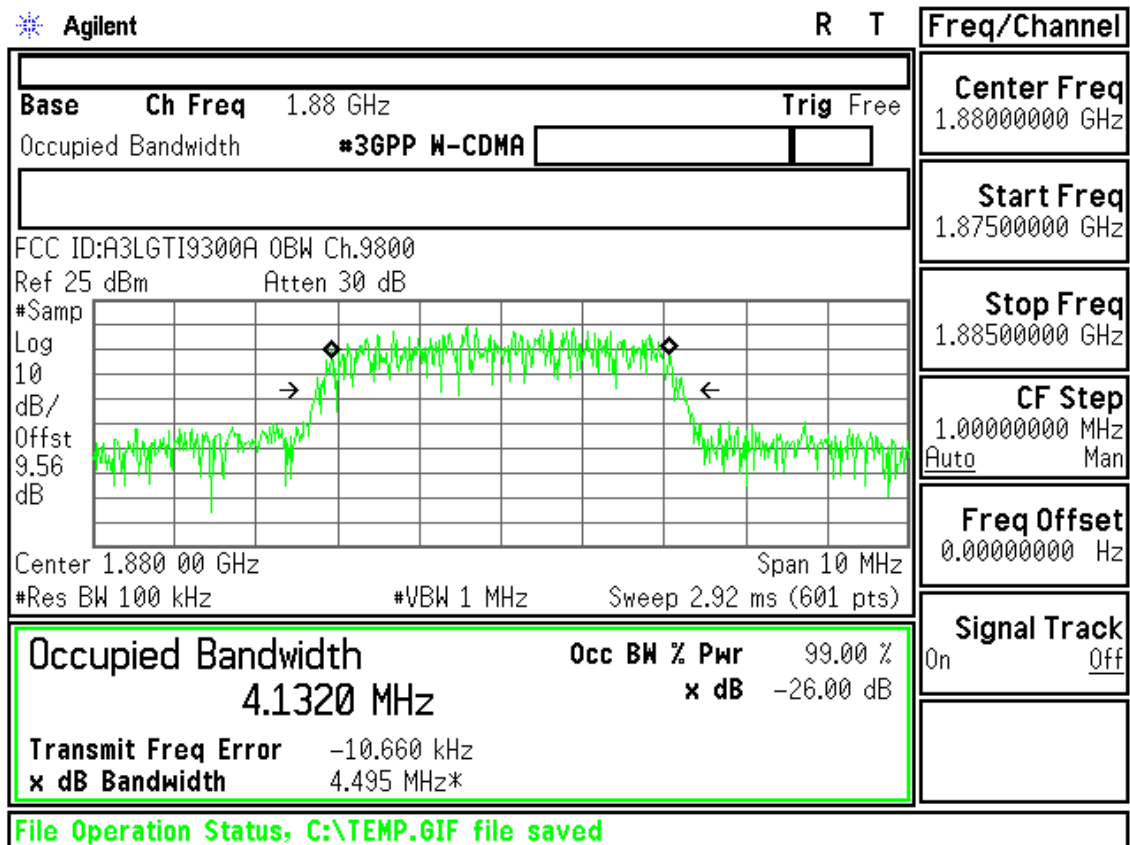 Agilent R T Freq/Channel
Base Ch Freq 1.88 GHz Trig Free
Occupied Bandwidth #3GPP W-CDMA
FCC ID:A3LGTI9300A OBW Ch.9800
Ref 25 dBm Atten 30 dB
#Samp
Log
10
dB/
Offst
9.56
dB
Center 1.880 00 GHz Span 10 MHz
#Res BW 100 kHz #VBW 1 MHz Sweep 2.92 ms (601 pts)
Occupied Bandwidth Occ BW % Pwr 99.00 %
4.1320 MHz x dB -26.00 dB
Transmit Freq Error -10.660 kHz
x dB Bandwidth 4.495 MHz*
Center Freq
1.88000000 GHz
Start Freq
1.87500000 GHz
Stop Freq
1.88500000 GHz
CF Step
1.00000000 MHz
Auto Man
Freq Offset
0.00000000 Hz
Signal Track
On Off
File Operation Status, C:\TEMP.GIF file saved